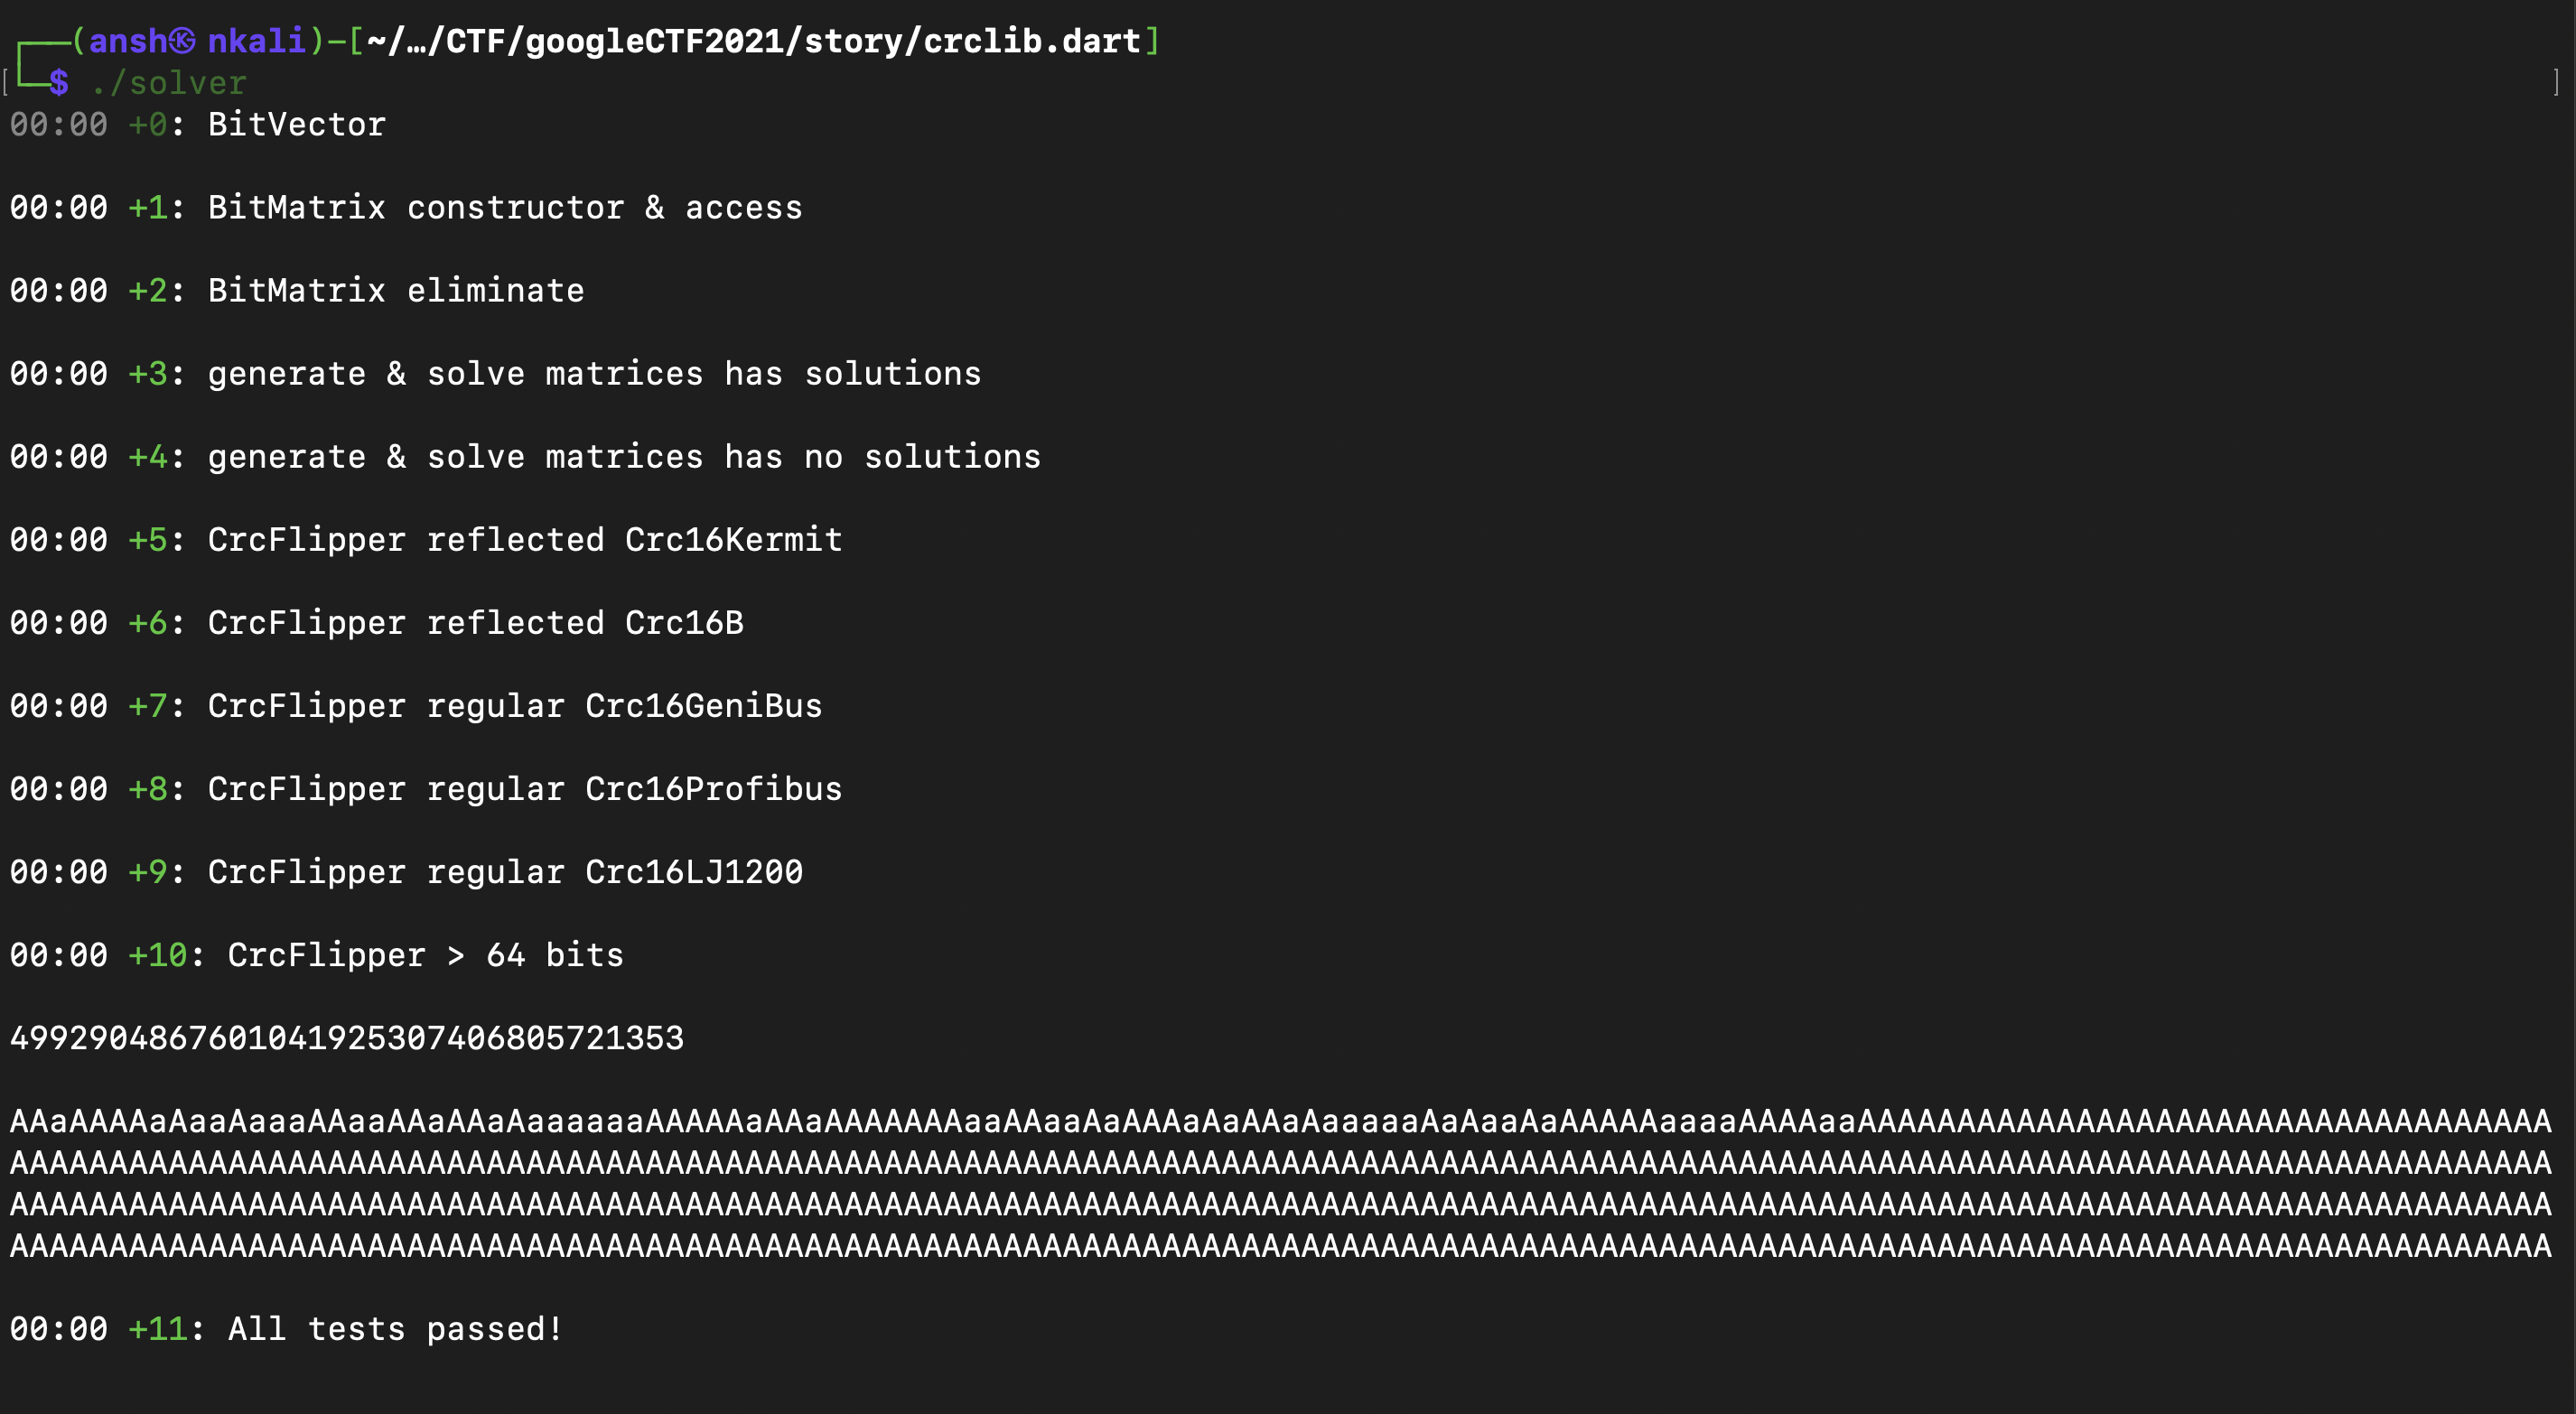 ┌──(ansh㉿nkali)-[~/…/CTF/googleCTF2021/story/crclib.dart]
[└─$ ./solver ]
00:00 +0: BitVector
00:00 +1: BitMatrix constructor & access
00:00 +2: BitMatrix eliminate
00:00 +3: generate & solve matrices has solutions
00:00 +4: generate & solve matrices has no solutions
00:00 +5: CrcFlipper reflected Crc16Kermit
00:00 +6: CrcFlipper reflected Crc16B
00:00 +7: CrcFlipper regular Crc16GeniBus
00:00 +8: CrcFlipper regular Crc16Profibus
00:00 +9: CrcFlipper regular Crc16LJ1200
00:00 +10: CrcFlipper > 64 bits
4992904867601041925307406805721353
AAaAAAAaAaaAaaaAAaaAAaAAaAaaaaaaAAAAAaAAaAAAAAAAaaAAaaAaAAAaAaAAaAaaaaaAaAaaAaAAAAAaaaaAAAAaaAAAAAAAAAAAAAAAAAAAAAAAAAAAAAAAAAAA
AAAAAAAAAAAAAAAAAAAAAAAAAAAAAAAAAAAAAAAAAAAAAAAAAAAAAAAAAAAAAAAAAAAAAAAAAAAAAAAAAAAAAAAAAAAAAAAAAAAAAAAAAAAAAAAAAAAAAAAAAAAAAAAA
AAAAAAAAAAAAAAAAAAAAAAAAAAAAAAAAAAAAAAAAAAAAAAAAAAAAAAAAAAAAAAAAAAAAAAAAAAAAAAAAAAAAAAAAAAAAAAAAAAAAAAAAAAAAAAAAAAAAAAAAAAAAAAAA
AAAAAAAAAAAAAAAAAAAAAAAAAAAAAAAAAAAAAAAAAAAAAAAAAAAAAAAAAAAAAAAAAAAAAAAAAAAAAAAAAAAAAAAAAAAAAAAAAAAAAAAAAAAAAAAAAAAAAAAAAAAAAAAA
00:00 +11: All tests passed!